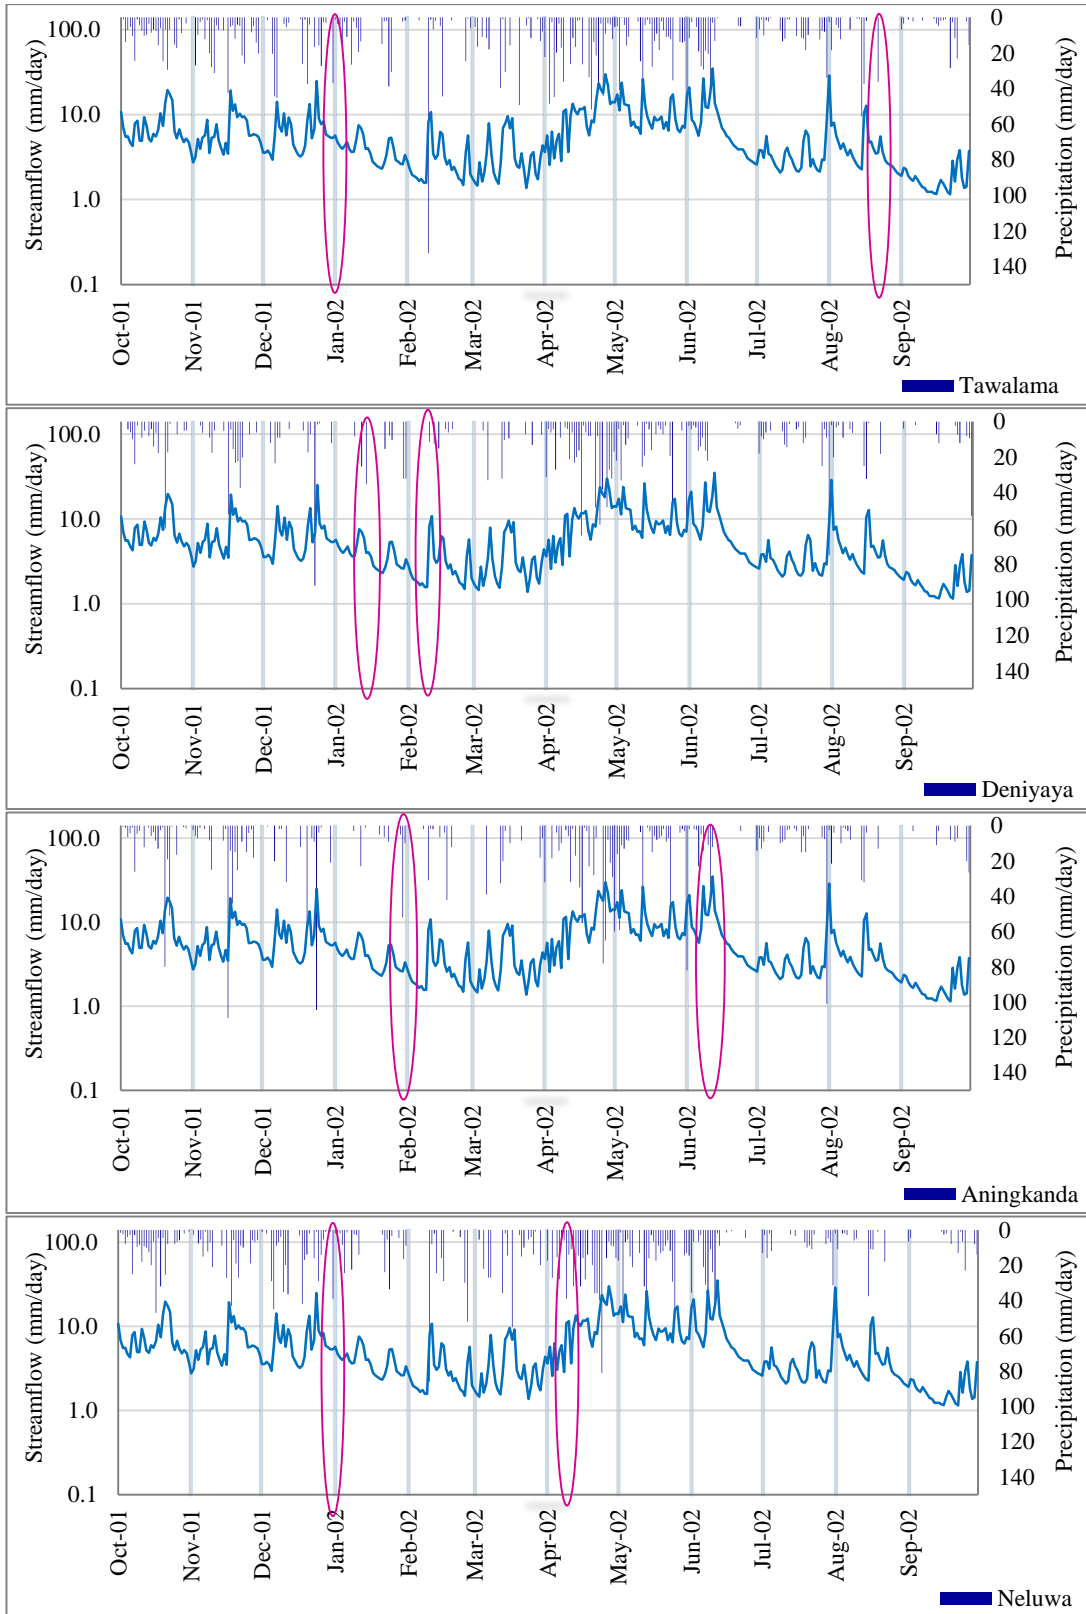 Streamflow (mm/day)
100.0
10.0
1.0
0.1
Precipitation (mm/day)
0
20
40
60
80
100
120
140
Oct-01
Nov-01
Dec-01
Jan-02
Feb-02
Mar-02
Apr-02
May-02
Jun-02
Jul-02
Aug-02
Sep-02
Tawalama
Streamflow (mm/day)
100.0
10.0
1.0
0.1
Precipitation (mm/day)
0
20
40
60
80
100
120
140
Oct-01
Nov-01
Dec-01
Jan-02
Feb-02
Mar-02
Apr-02
May-02
Jun-02
Jul-02
Aug-02
Sep-02
Deniyaya
Streamflow (mm/day)
100.0
10.0
1.0
0.1
Precipitation (mm/day)
0
20
40
60
80
100
120
140
Oct-01
Nov-01
Dec-01
Jan-02
Feb-02
Mar-02
Apr-02
May-02
Jun-02
Jul-02
Aug-02
Sep-02
Aningkanda
Streamflow (mm/day)
100.0
10.0
1.0
0.1
Precipitation (mm/day)
0
20
40
60
80
100
120
140
Oct-01
Nov-01
Dec-01
Jan-02
Feb-02
Mar-02
Apr-02
May-02
Jun-02
Jul-02
Aug-02
Sep-02
Neluwa